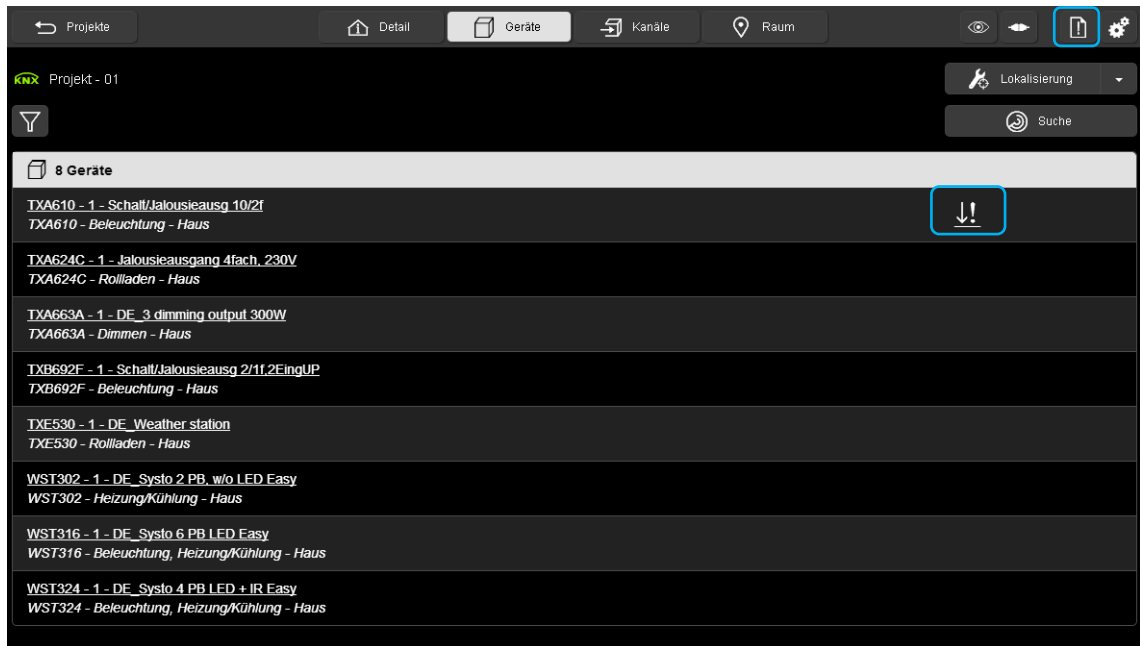 Projekte
Detail
Geräte
Kanäle
Raum
KNX Projekt - 01
Lokalisierung
Suche
8 Geräte
TXA610 - 1 - Schalt/Jalousieausg 10/2f
TXA610 - Beleuchtung - Haus
TXA624C - 1 - Jalousieausgang 4fach, 230V
TXA624C - Rollladen - Haus
TXA663A - 1 - DE_3 dimming output 300W
TXA663A - Dimmen - Haus
TXB692F - 1 - Schalt/Jalousieausg 2/1f,2EingUP
TXB692F - Beleuchtung - Haus
TXE530 - 1 - DE_Weather station
TXE530 - Rollladen - Haus
WST302 - 1 - DE_Systo 2 PB, w/o LED Easy
WST302 - Heizung/Kühlung - Haus
WST316 - 1 - DE_Systo 6 PB LED Easy
WST316 - Beleuchtung, Heizung/Kühlung - Haus
WST324 - 1 - DE_Systo 4 PB LED + IR Easy
WST324 - Beleuchtung, Heizung/Kühlung - Haus